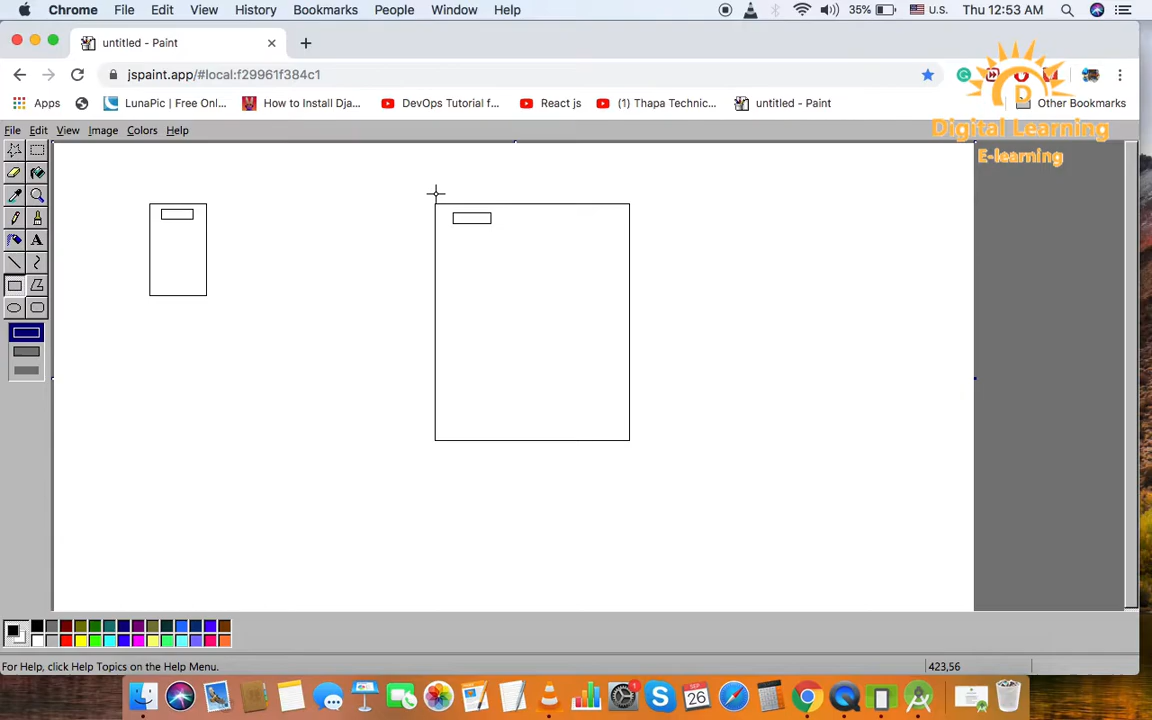 Chrome File Edit View History Bookmarks People Window Help 35% U.S. Thu 12:53 AM
untitled - Paint
jspaint.app/#local:f29961f384c1
Apps LunaPic | Free Onl... How to Install Dja... DevOps Tutorial f... React js (1) Thapa Technic... untitled - Paint Other Bookmarks
D
Digital Learning
E-learning
File Edit View Image Colors Help
A
For Help, click Help Topics on the Help Menu. 423,56
SEP
26
1